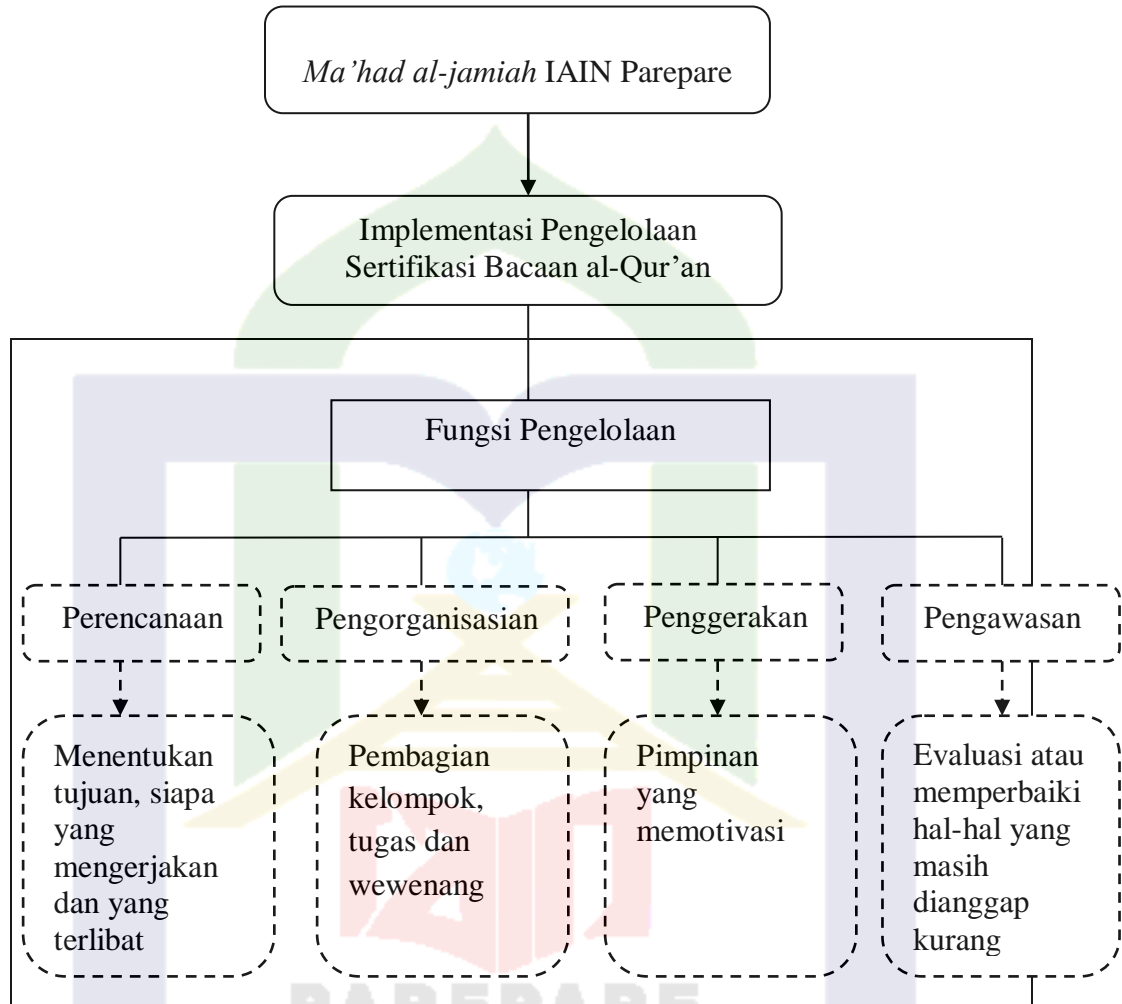 Ma’had al-jamiah IAIN Parepare
Implementasi Pengelolaan
Sertifikasi Bacaan al-Qur’an
Fungsi Pengelolaan
Perencanaan
Pengorganisasian
Penggerakan
Pengawasan
Menentukan
tujuan, siapa
yang
mengerjakan
dan yang
terlibat
Pembagian
kelompok,
tugas dan
wewenang
Pimpinan
yang
memotivasi
Evaluasi atau
memperbaiki
hal-hal yang
masih
dianggap
kurang
PAREPARE